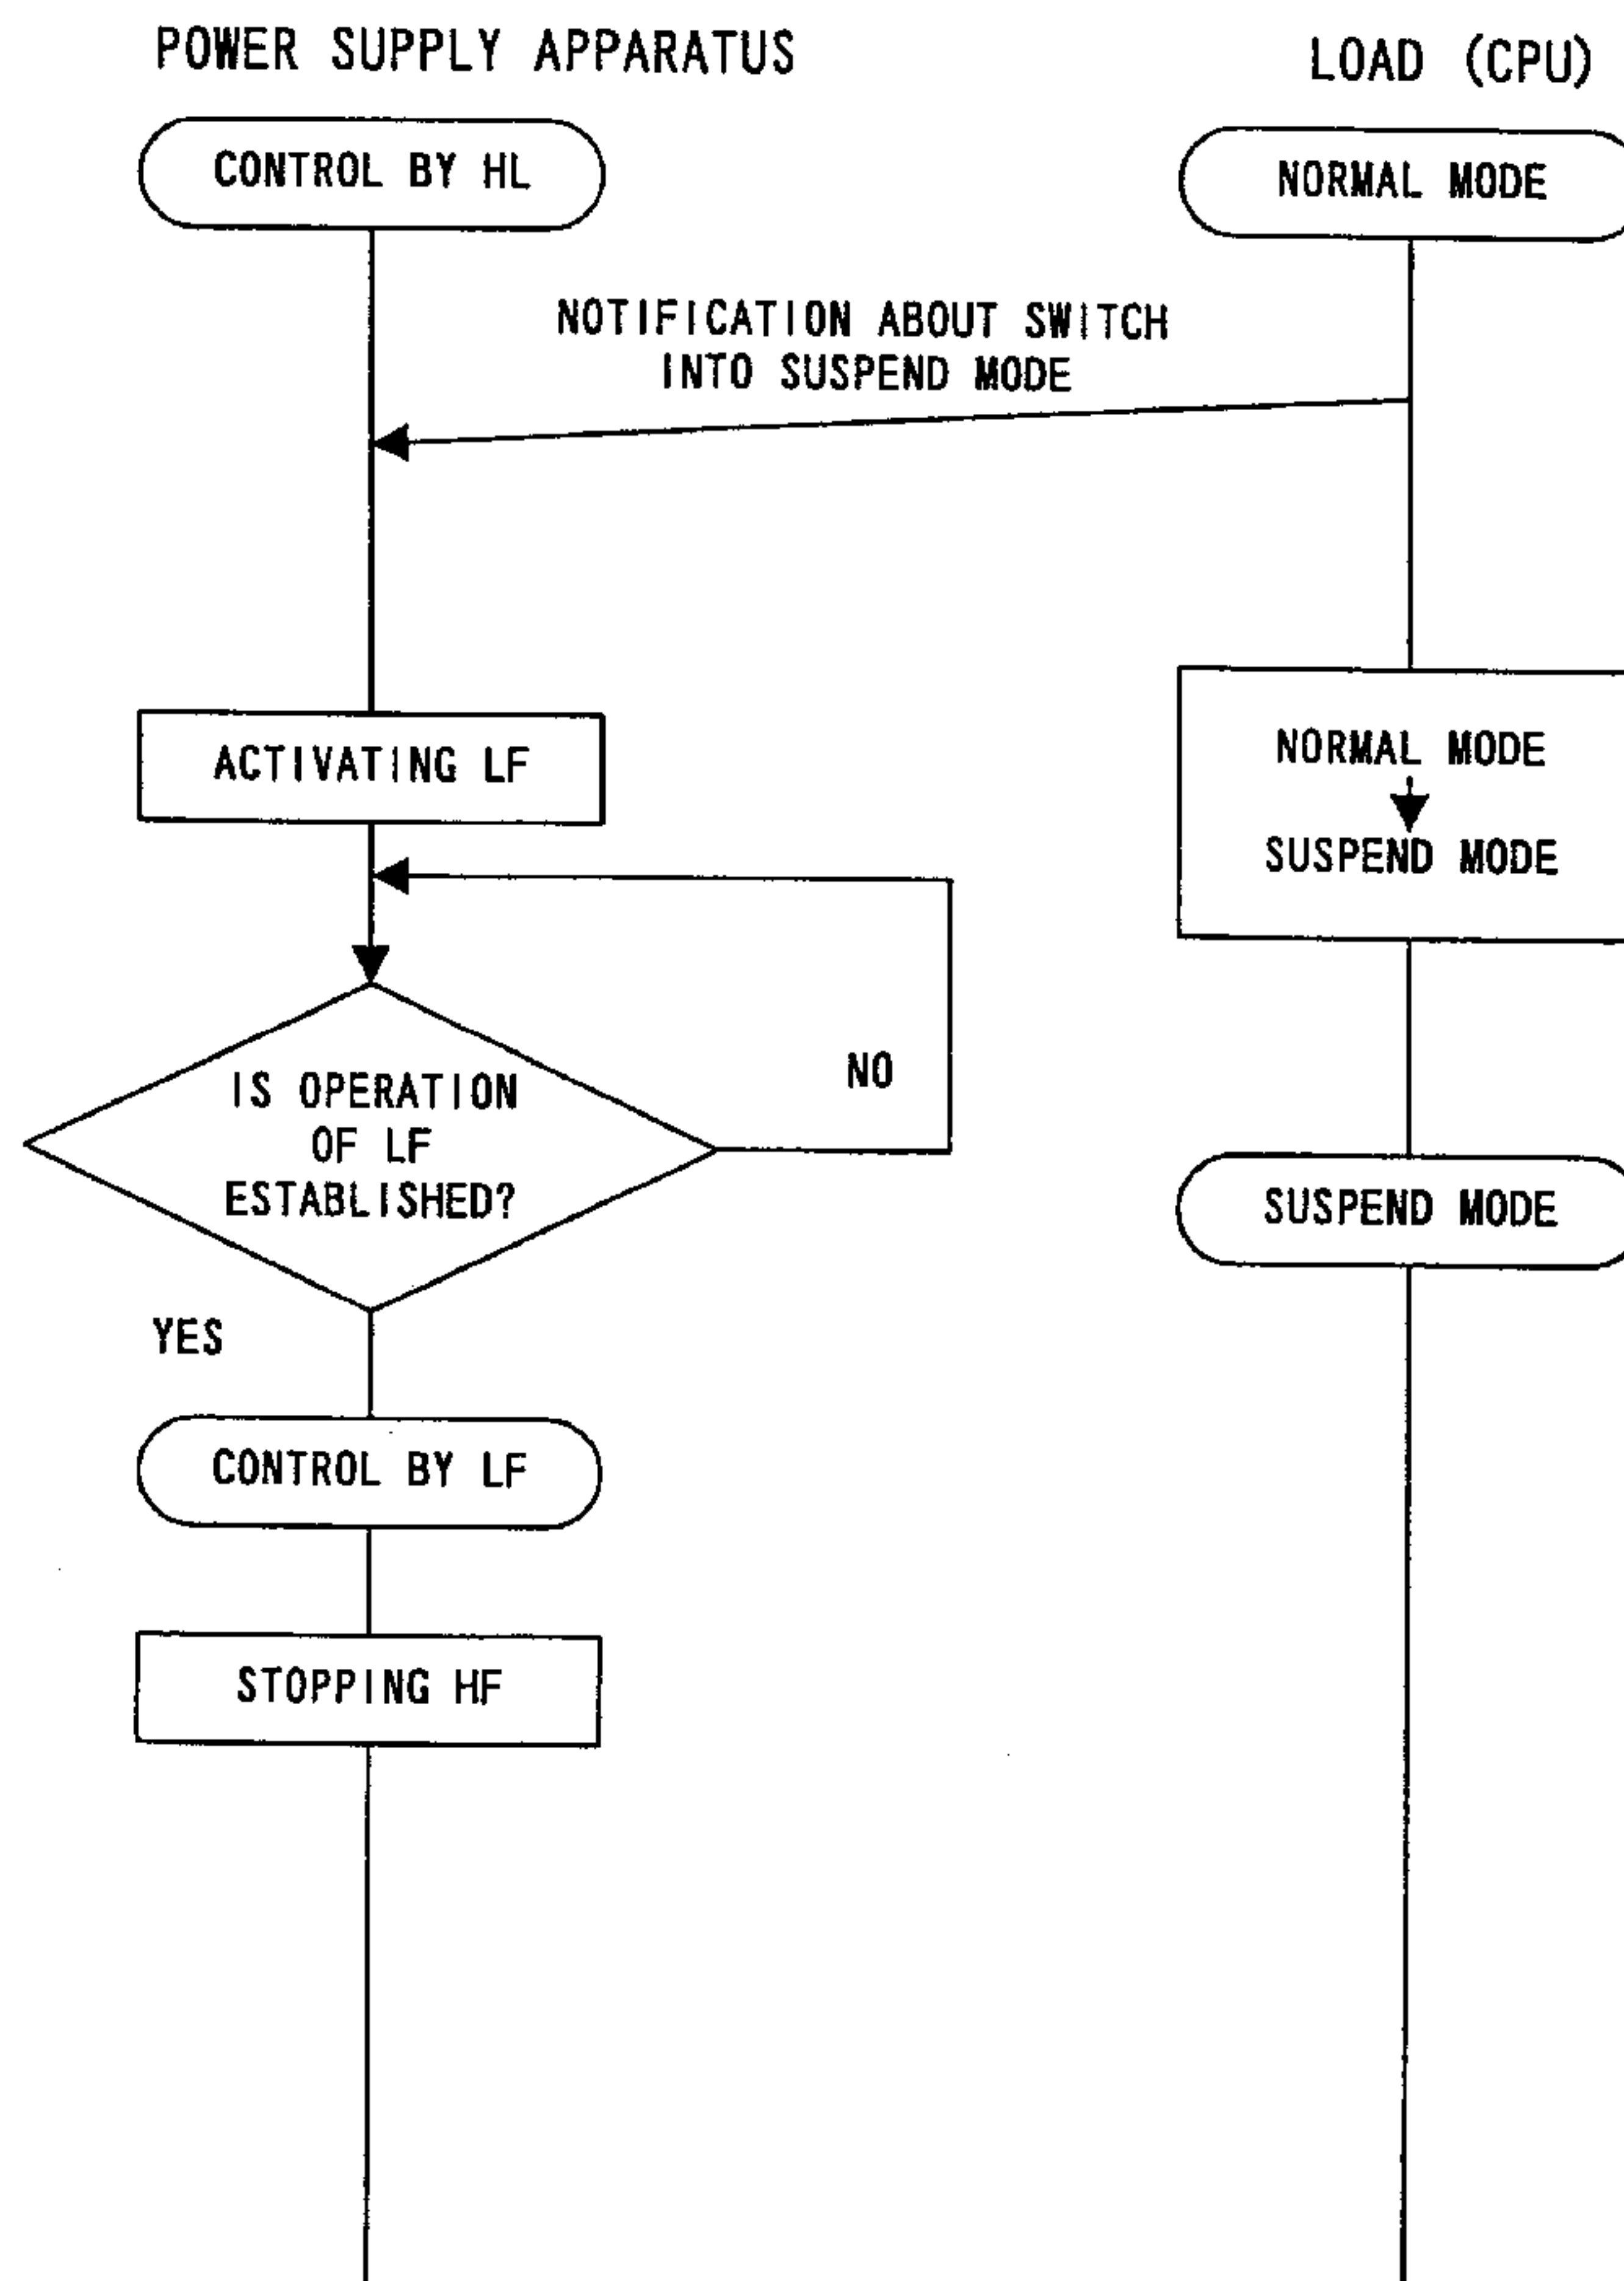 POWER SUPPLY APPARATUS
LOAD (CPU)
CONTROL BY HL
NORMAL MODE
NOTIFICATION ABOUT SWITCH
INTO SUSPEND MODE
ACTIVATING LF
NORMAL MODE
SUSPEND MODE
IS OPERATION
OF LF
ESTABLISHED?
NO
SUSPEND MODE
YES
CONTROL BY LF
STOPPING HF